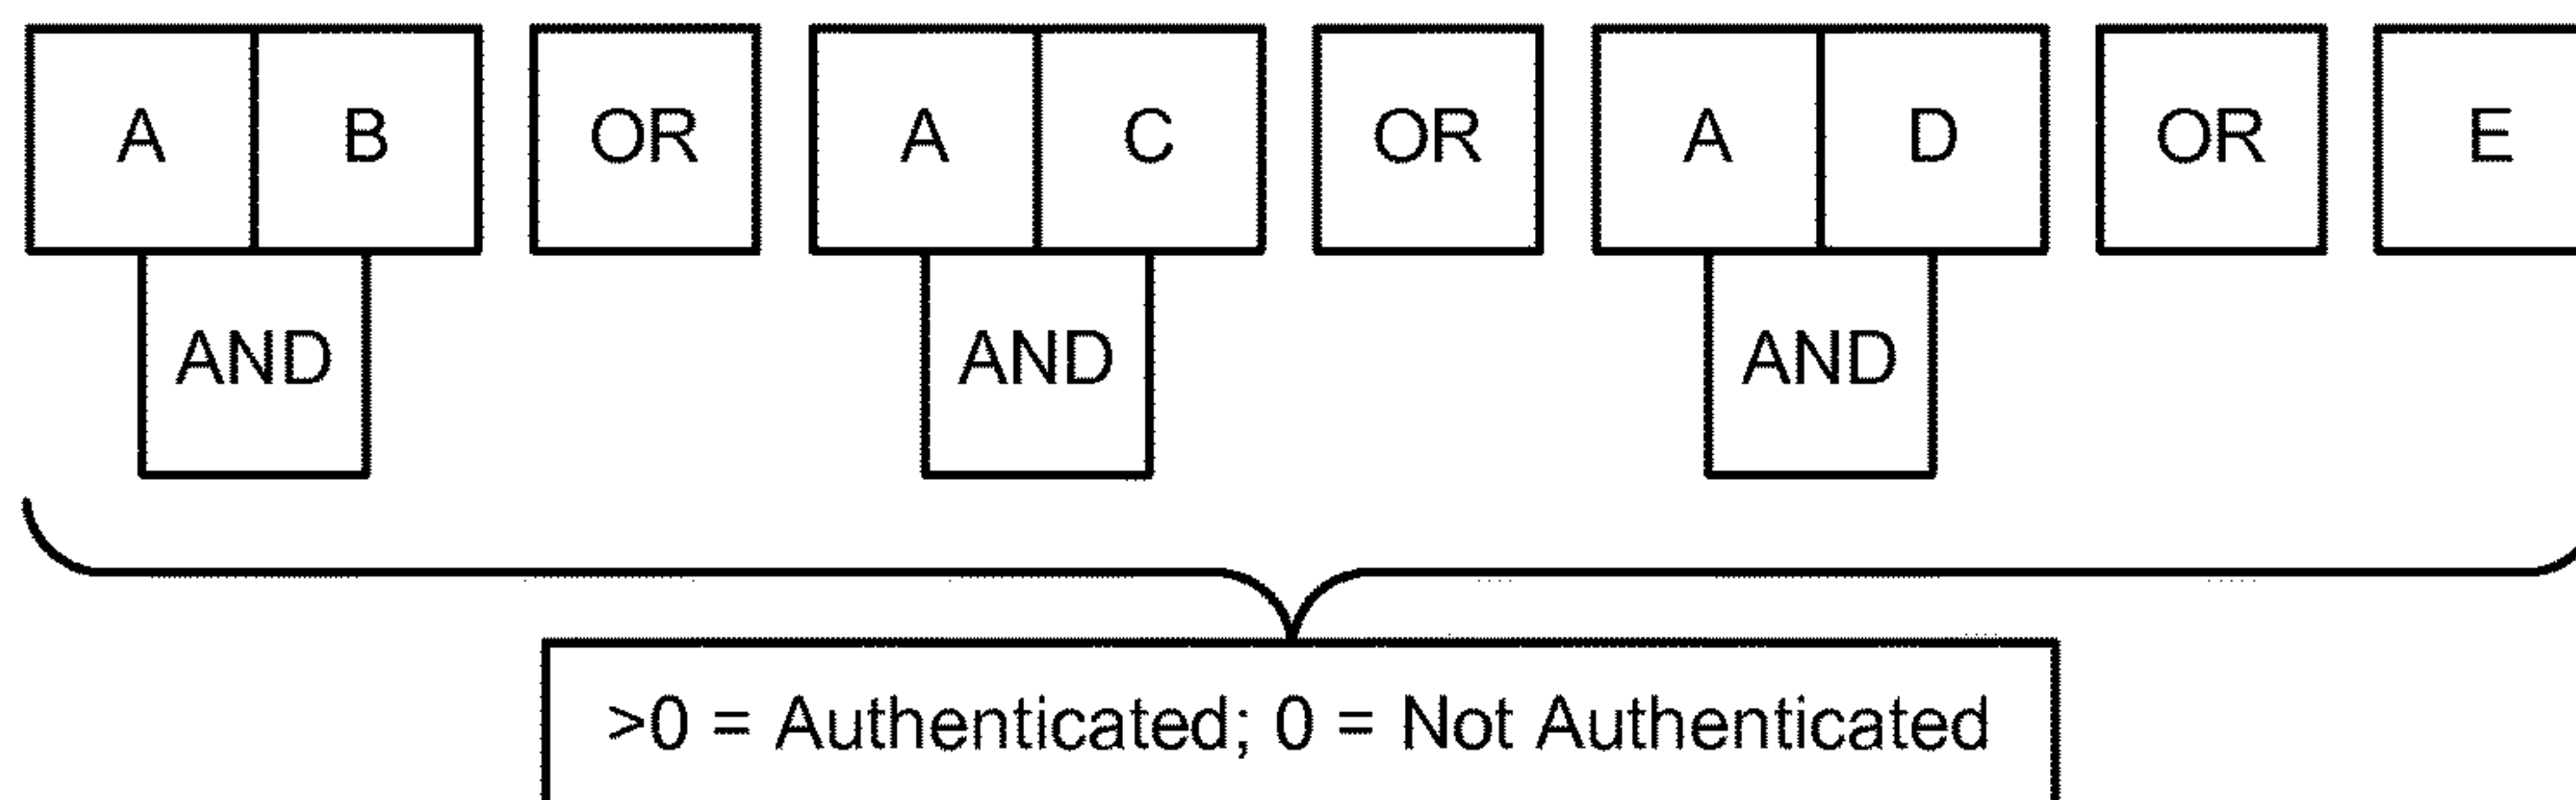 A B OR A C OR A D OR E
AND AND AND
>0 = Authenticated; 0 = Not Authenticated